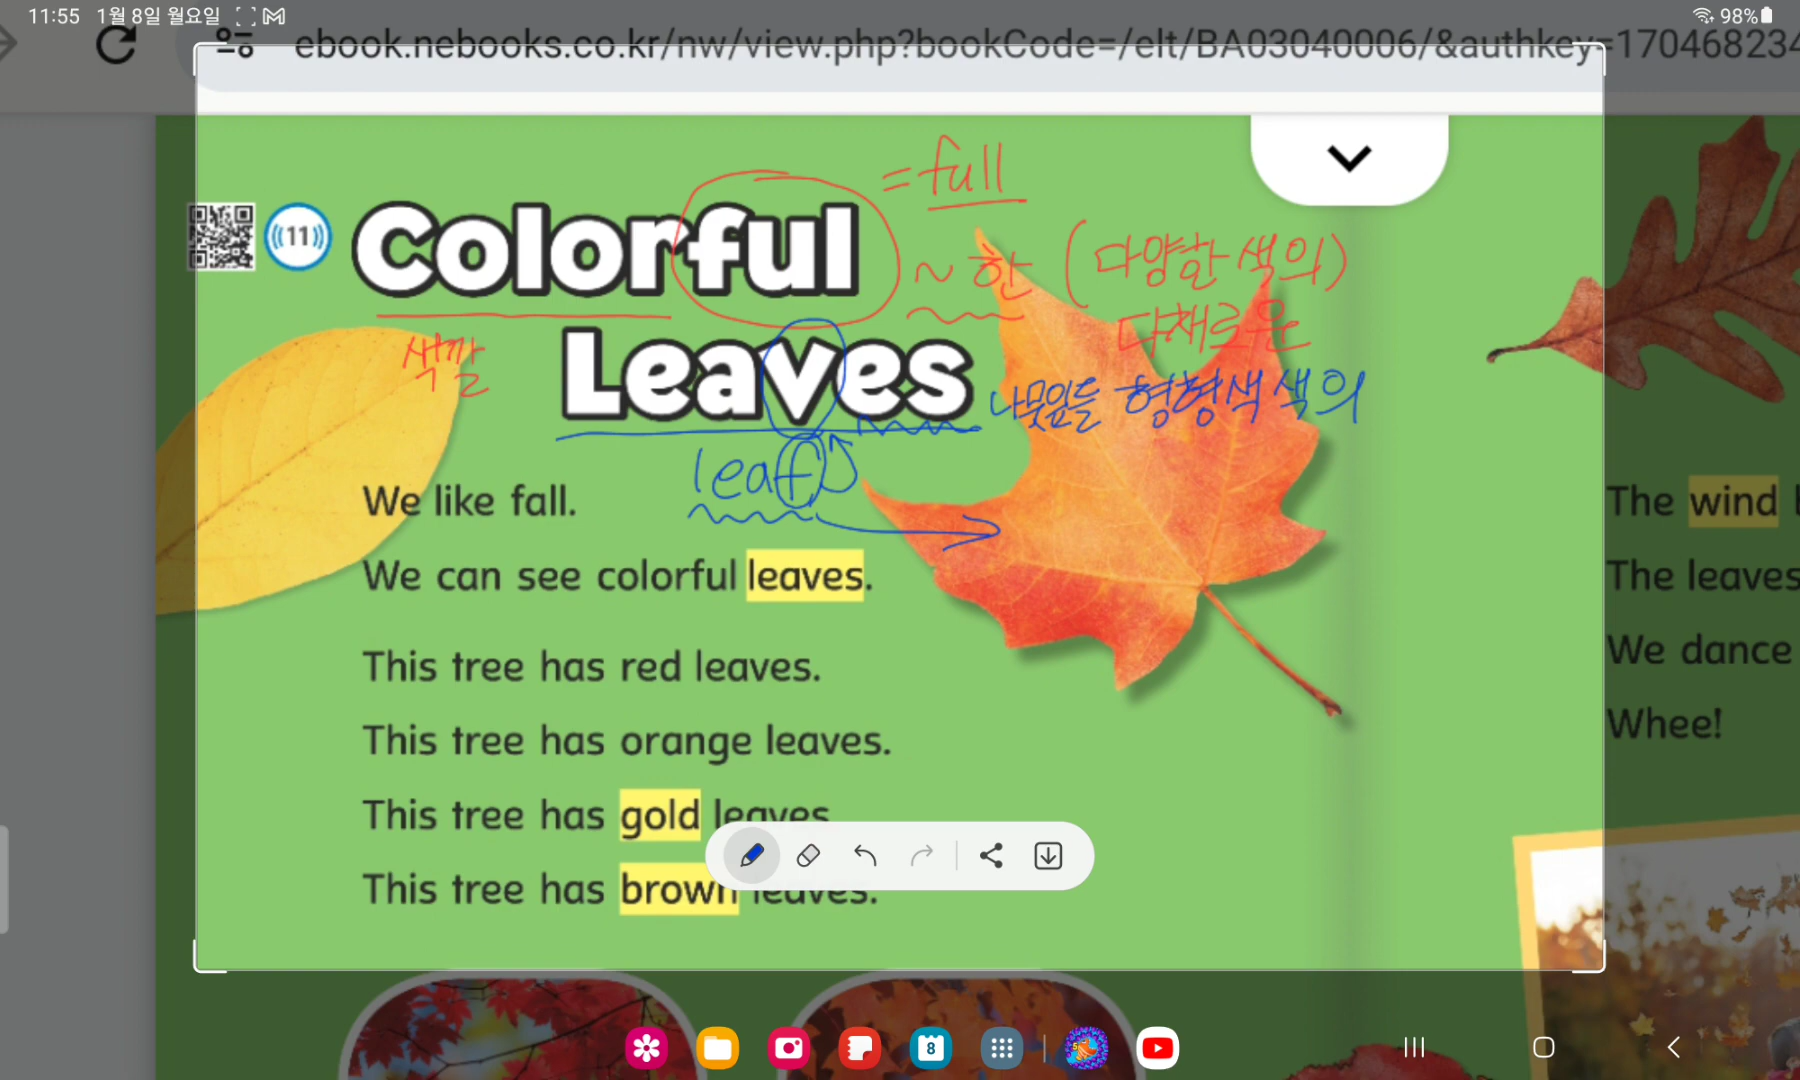 11:55 1월 8일 월요일
98%
ebook.nebooks.co.kr/nw/view.php?bookCode=/elt/BA03040006/&authkey=170468234
11
Colorful
= full
~한 (다양한 색의)
다채로운
색깔
Leaves
나뭇잎들 형형색색의
leaf
We like fall.
We can see colorful leaves.
This tree has red leaves.
This tree has orange leaves.
This tree has gold leaves
This tree has brown leaves.
The wind
The leaves
We dance
Whee!
8